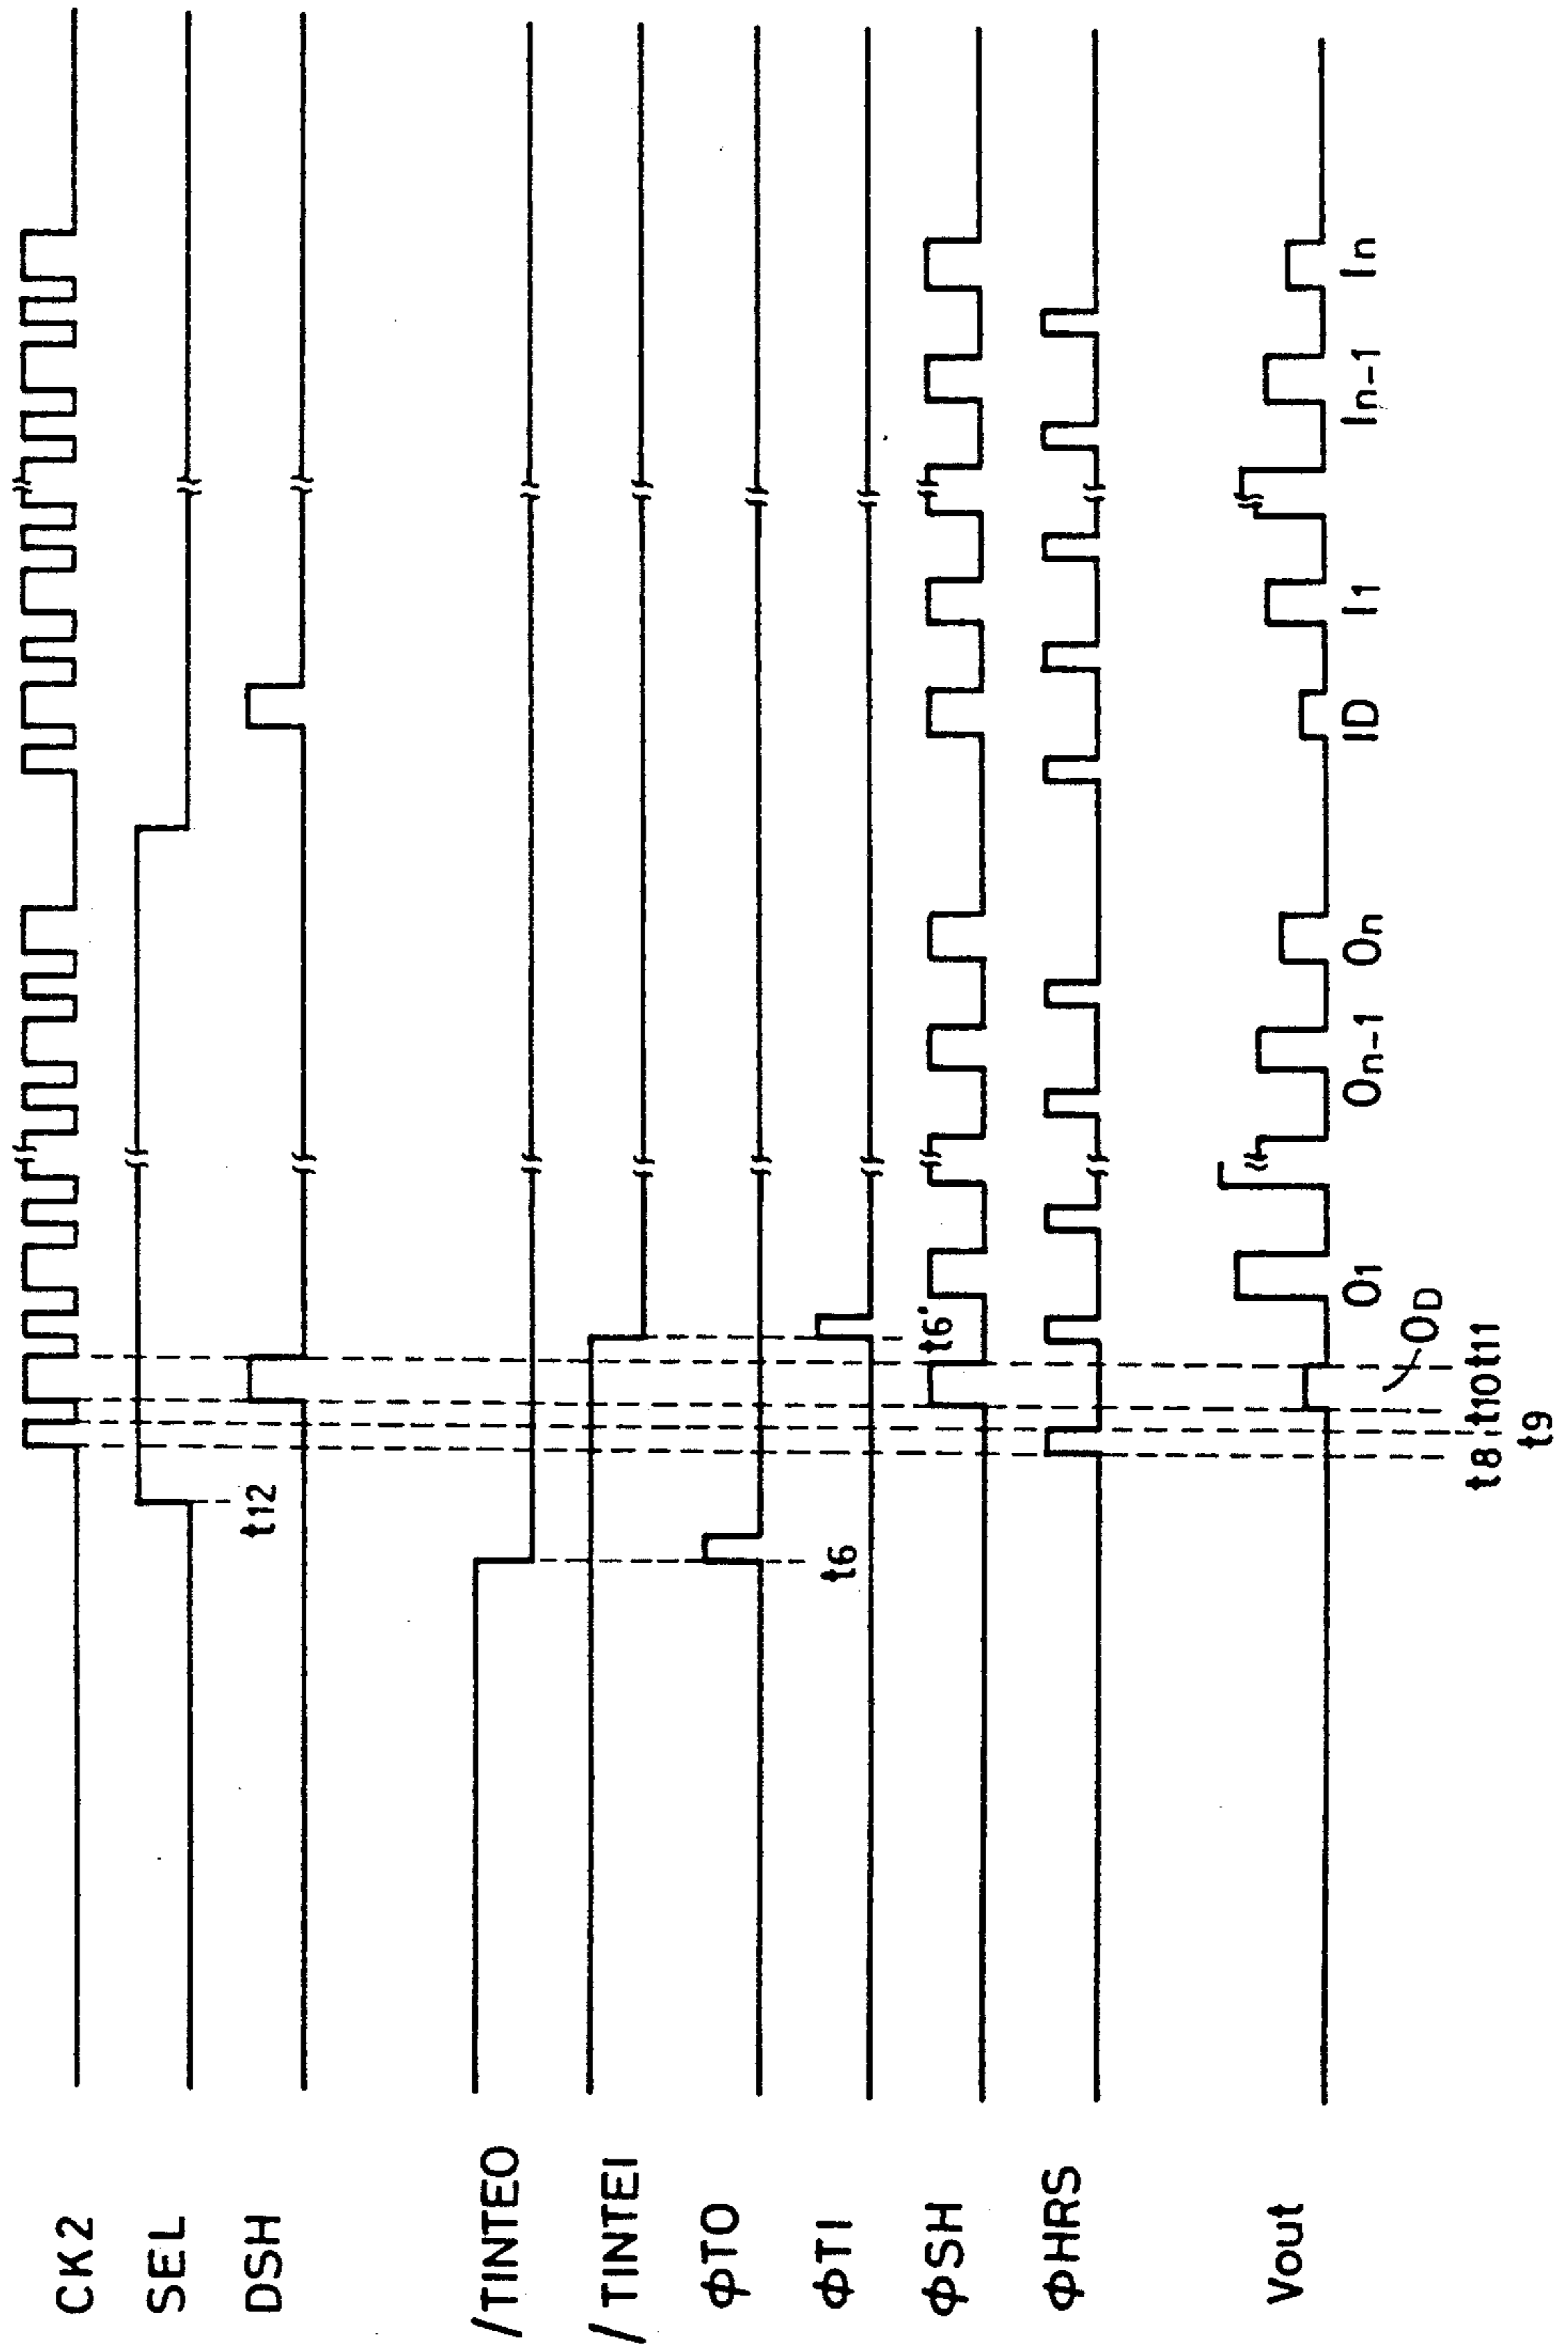 CK2
SEL
t12
DSH
/TINTEO
/TINTEI
ΦTO
t6
ΦTI
t6'
ΦSH
ΦHRS
Vout
O1 On-1 On ID I1 In-1 In
OD
t8 t10 t11
t9